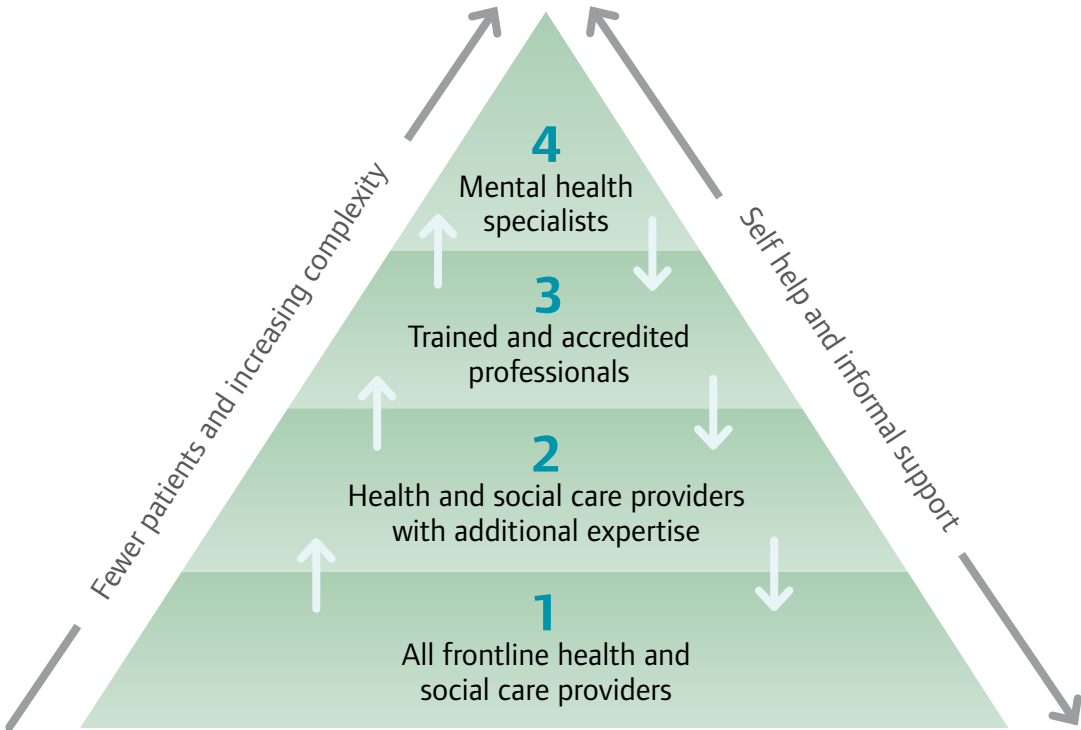 4
Mental health
specialists
3
Trained and accredited
professionals
2
Health and social care providers
with additional expertise
1
All frontline health and
social care providers
Fewer patients and increasing complexity
Self help and informal support